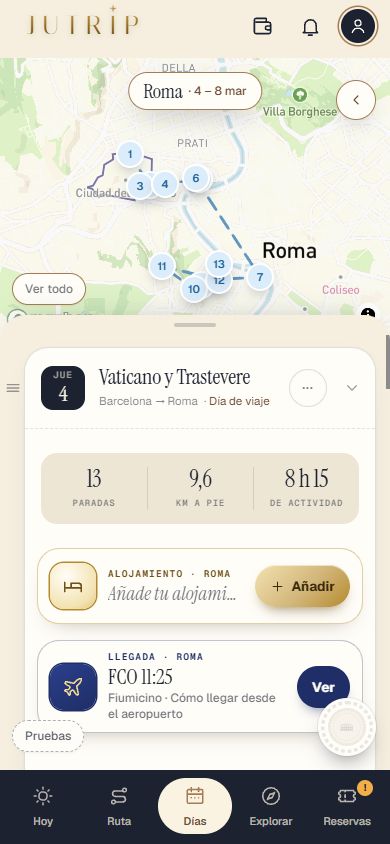 JUTRIP
DELLA
Roma · 4 – 8 mar
Villa Borghese
PRATI
1
3
4
6
Ciudad de
Roma
11
13
12
10
7
Ver todo
Coliseo
JUE
4
Vaticano y Trastevere
Barcelona → Roma · Día de viaje
13
9,6
8 h 15
PARADAS
KM A PIE
DE ACTIVIDAD
ALOJAMIENTO · ROMA
Añade tu alojami...
+ Añadir
LLEGADA · ROMA
FCO 11:25
Fiumicino · Cómo llegar desde
el aeropuerto
Ver
Pruebas
!
Hoy
Ruta
Días
Explorar
Reservas